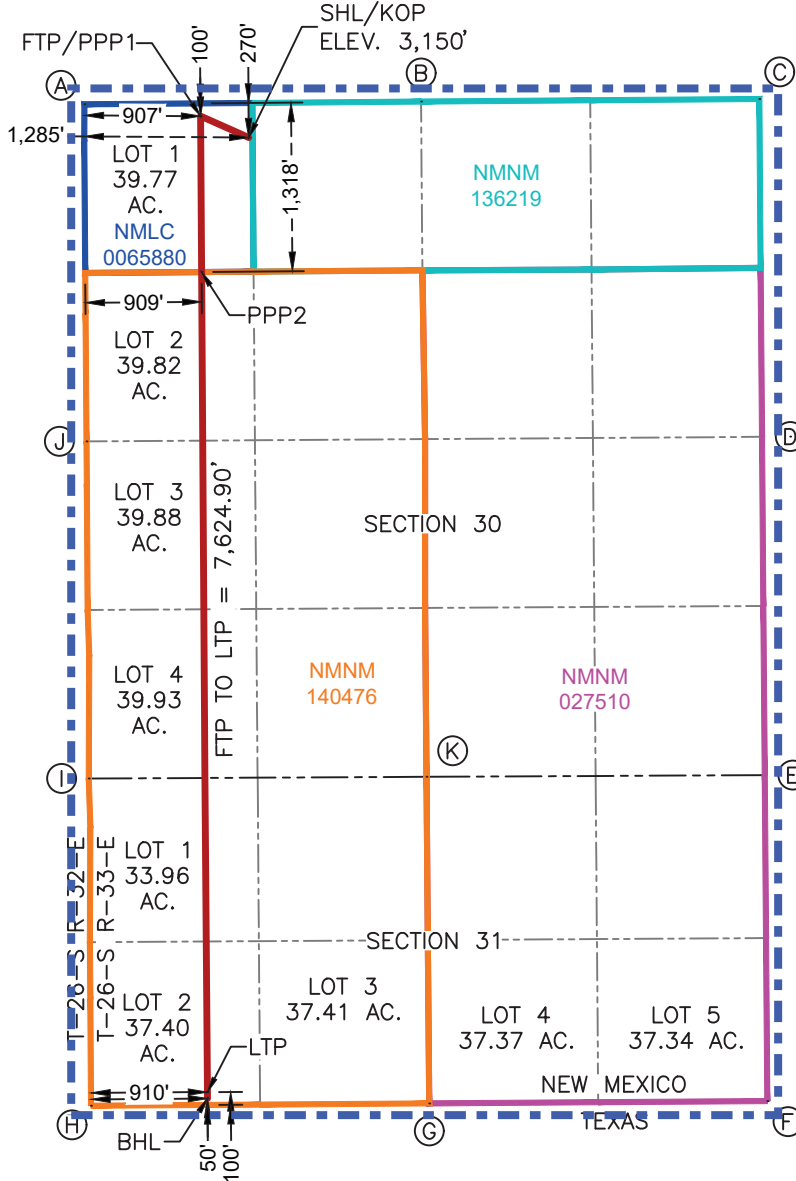 SHL/KOP
ELEV. 3,150'
FTP/PPP1
100'
270'
A
B
C
907'
1,285'
LOT 1
39.77
AC.
NMLC
0065880
1,318'
NMNM
136219
909'
PPP2
LOT 2
39.82
AC.
J
D
LOT 3
39.88
AC.
SECTION 30
FTP TO LTP = 7,624.90'
LOT 4
39.93
AC.
NMNM
140476
NMNM
027510
K
I
E
T-26-S R-32-E
T-26-S R-33-E
LOT 1
33.96
AC.
SECTION 31
LOT 2
37.40
AC.
LOT 3
37.41 AC.
LOT 4
37.37 AC.
LOT 5
37.34 AC.
LTP
910'
NEW MEXICO
TEXAS
H
BHL
50'
100'
G
F